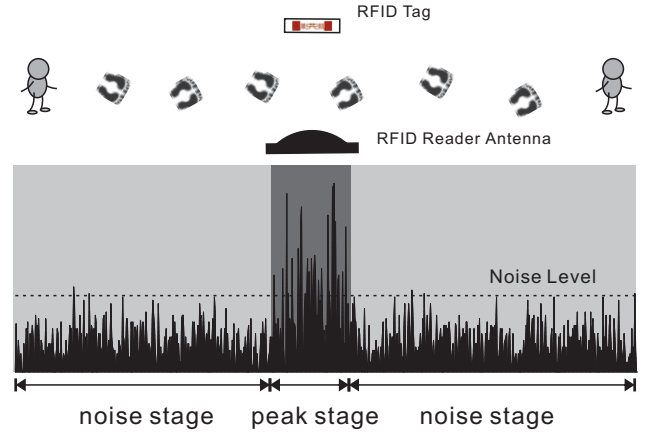 RFID Tag
RFID Reader Antenna
Noise Level
noise stage peak stage noise stage